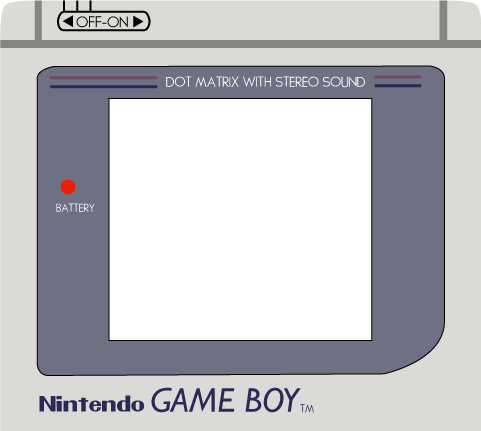 ◀OFF-ON▶
DOT MATRIX WITH STEREO SOUND
BATTERY
Nintendo GAME BOY TM